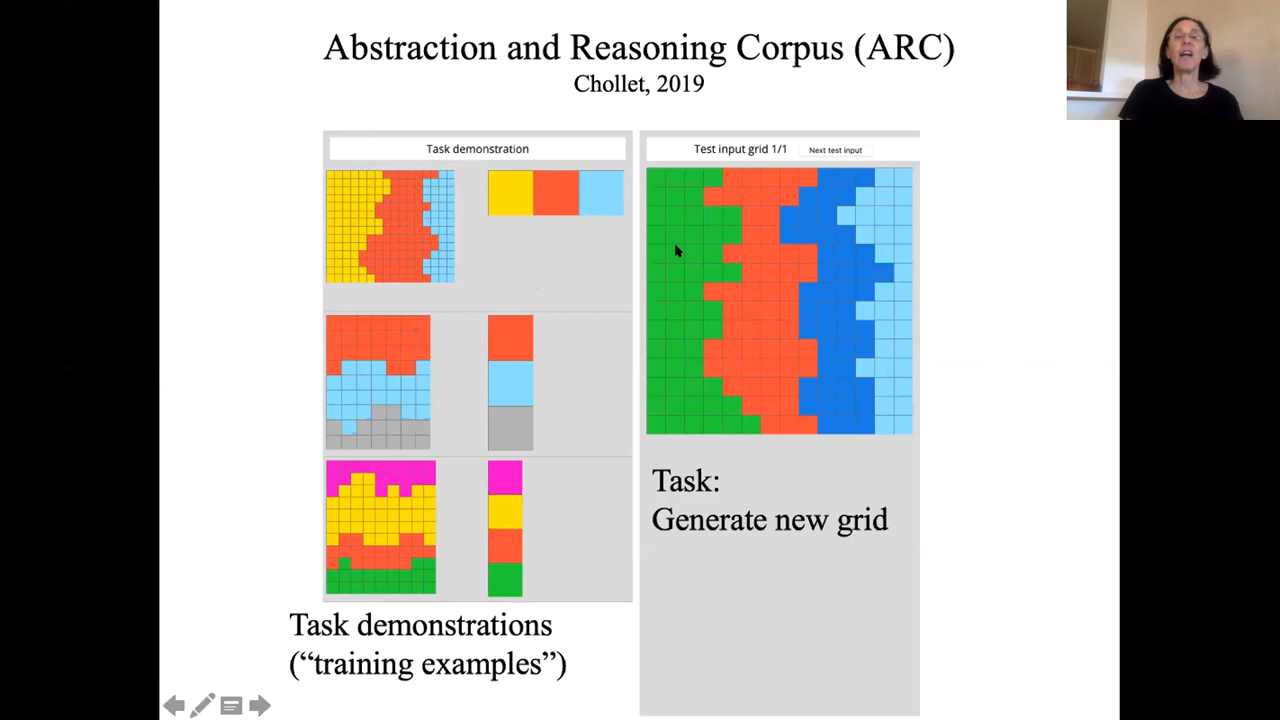 Abstraction and Reasoning Corpus (ARC)
Chollet, 2019
Task demonstration
Test input grid 1/1
Next test input
Task:
Generate new grid
Task demonstrations
(“training examples”)